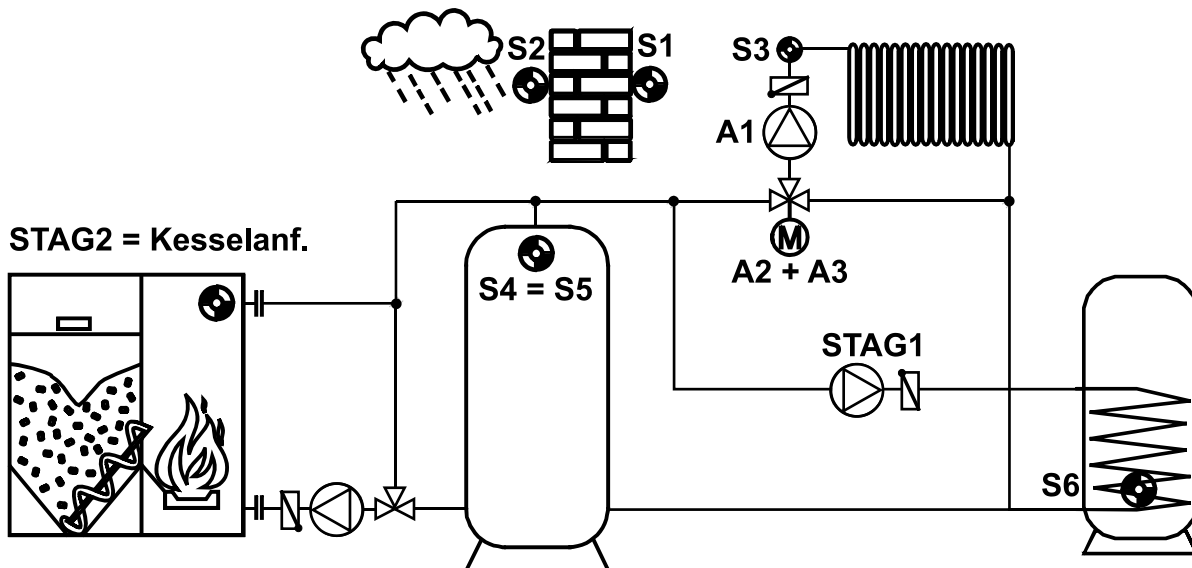 S2
S1
S3
A1
STAG2 = Kesselanf.
M
S4 = S5
A2 + A3
STAG1
S6